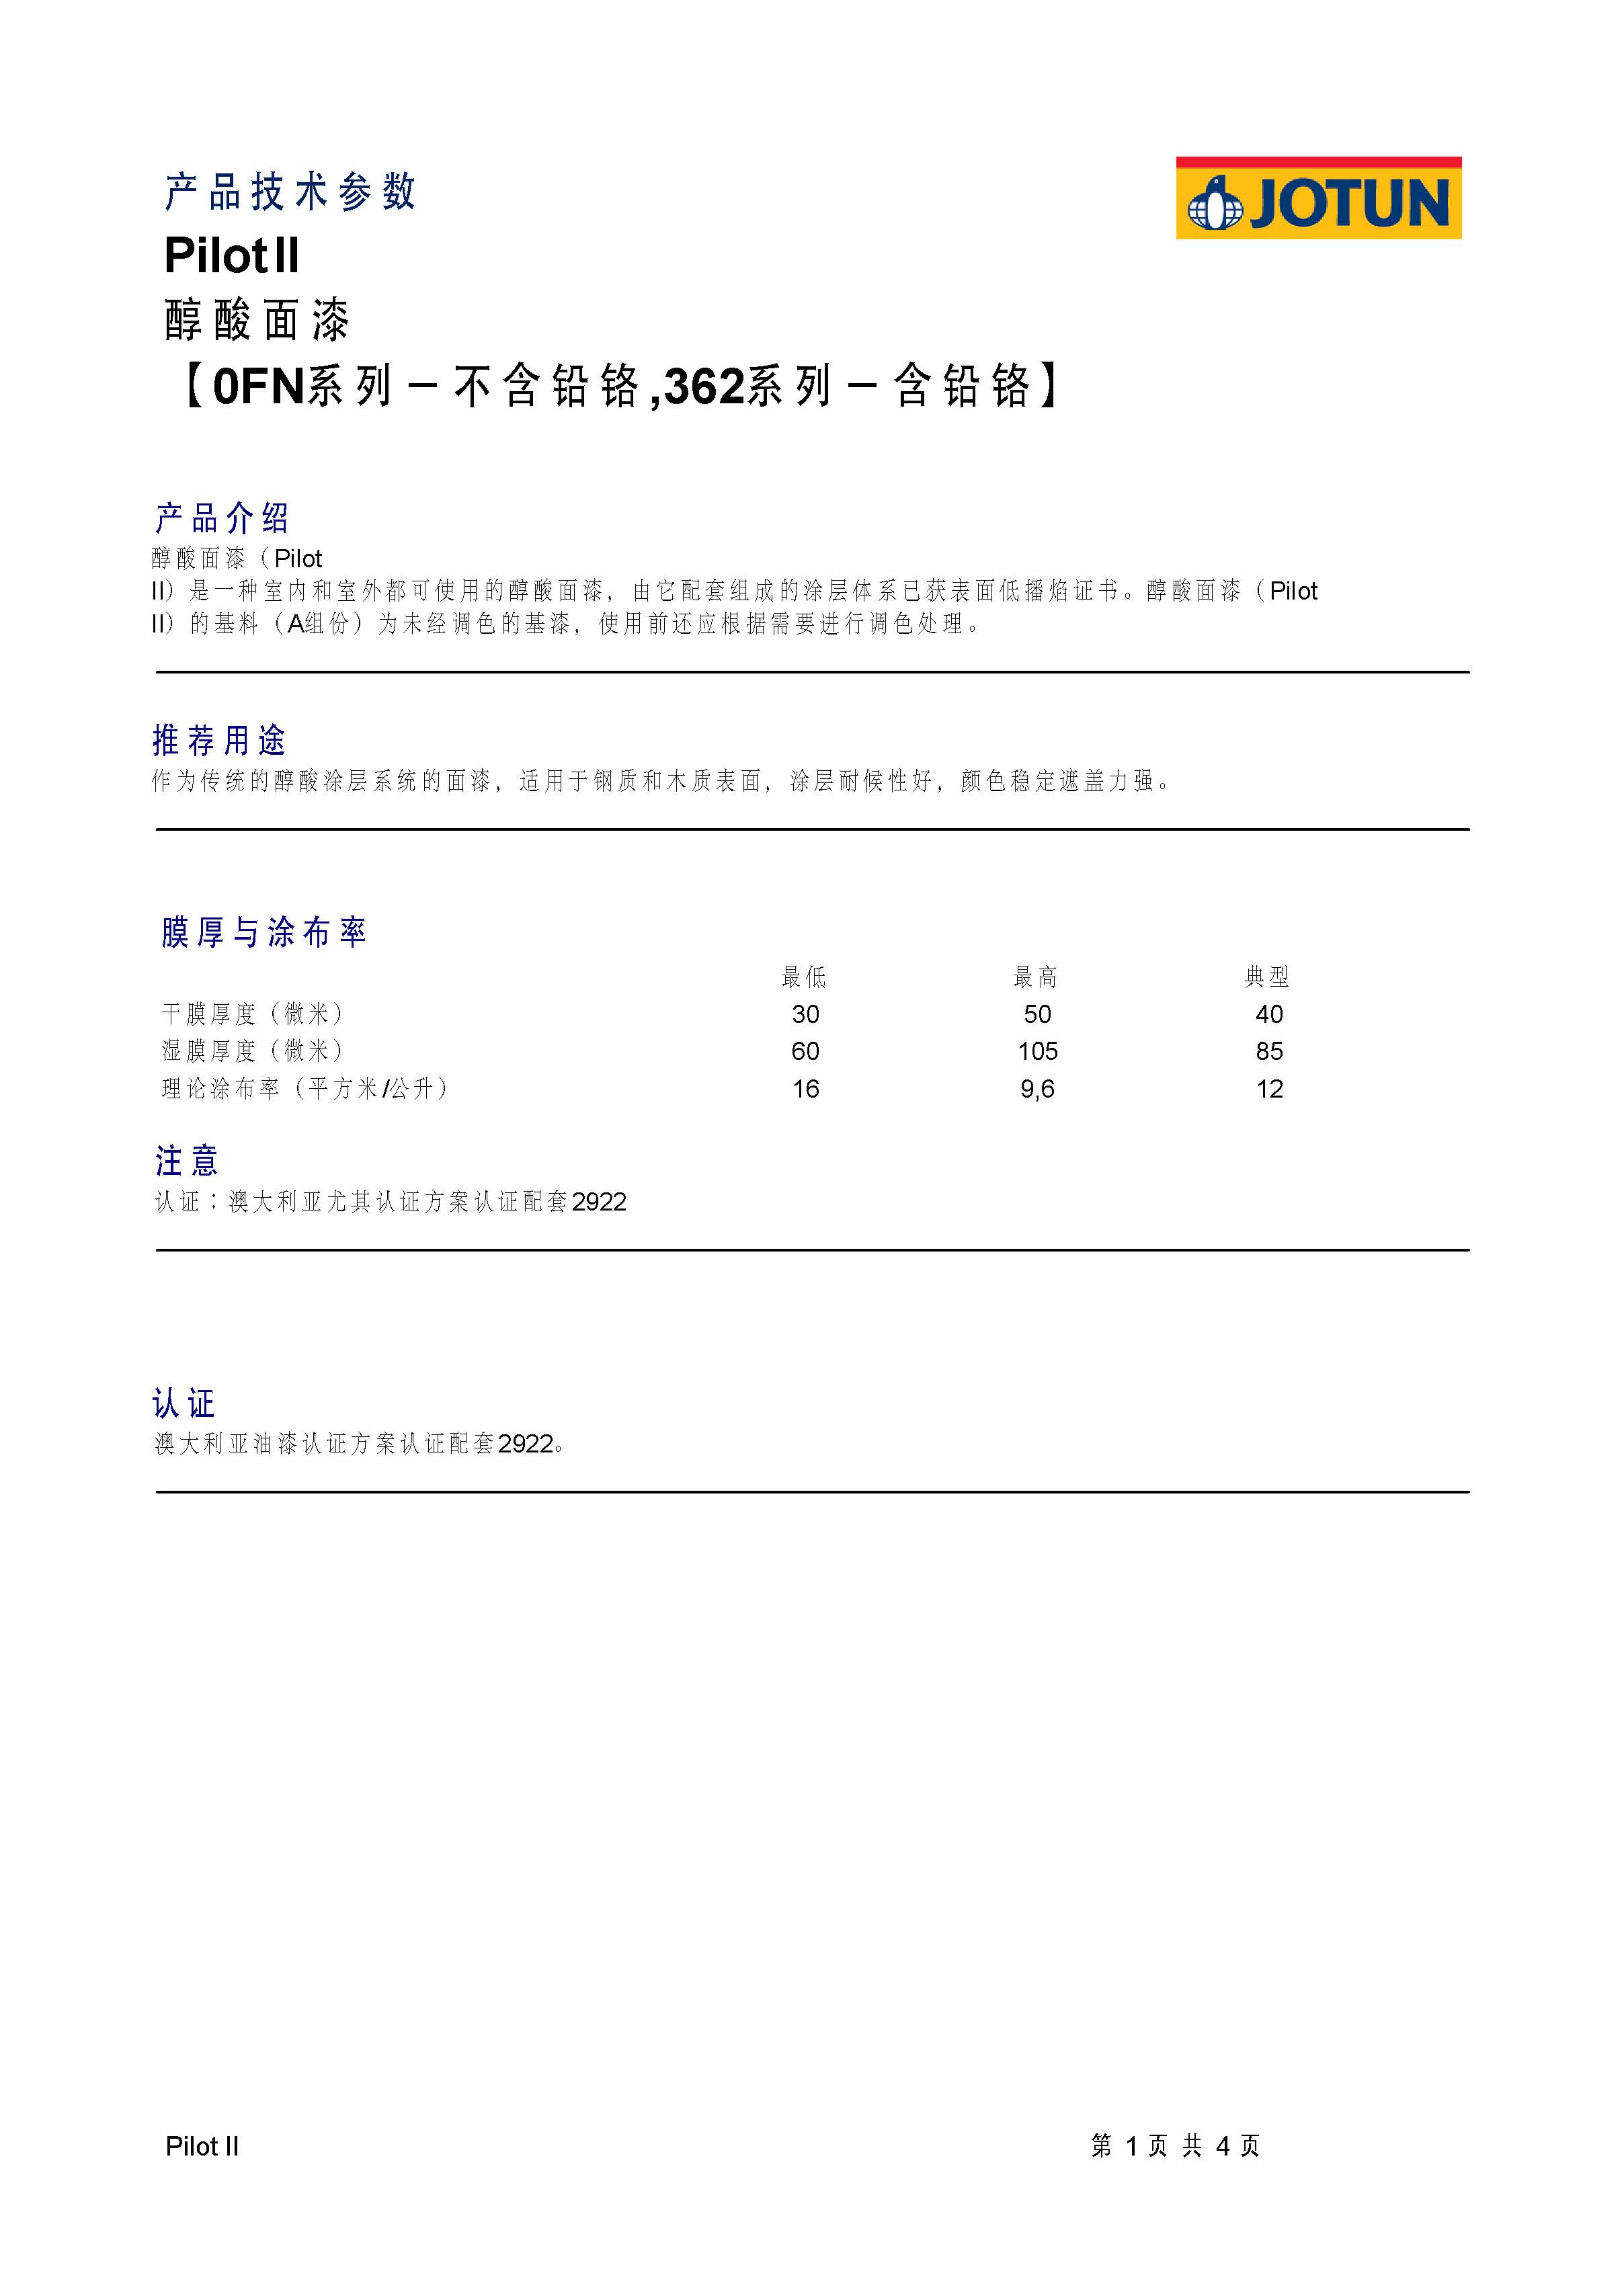 产品技术参数
JOTUN
Pilot II
醇酸面漆
【0FN系列－不含铅铬,362系列－含铅铬】
产品介绍
醇酸面漆（Pilot
II）是一种室内和室外都可使用的醇酸面漆，由它配套组成的涂层体系已获表面低播焰证书。醇酸面漆（Pilot
II）的基料（A组份）为未经调色的基漆，使用前还应根据需要进行调色处理。
推荐用途
作为传统的醇酸涂层系统的面漆，适用于钢质和木质表面，涂层耐候性好，颜色稳定遮盖力强。
膜厚与涂布率
最低 最高 典型
干膜厚度（微米） 30 50 40
湿膜厚度（微米） 60 105 85
理论涂布率（平方米/公升） 16 9,6 12
注意
认证：澳大利亚尤其认证方案认证配套2922
认证
澳大利亚油漆认证方案认证配套2922。
Pilot II 第 1 页 共 4 页